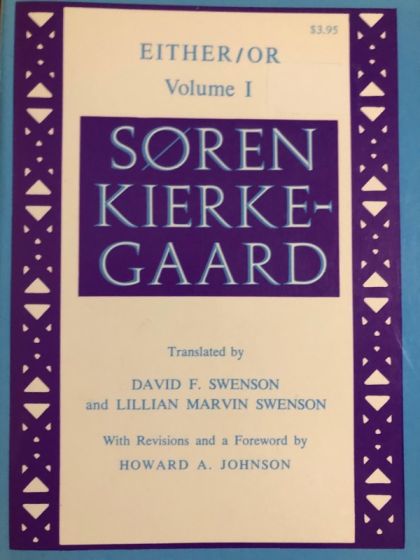 $3.95
EITHER/OR
Volume I
SØREN
KIERKE-
GAARD
Translated by
DAVID F. SWENSON
and LILLIAN MARVIN SWENSON
With Revisions and a Foreword by
HOWARD A. JOHNSON